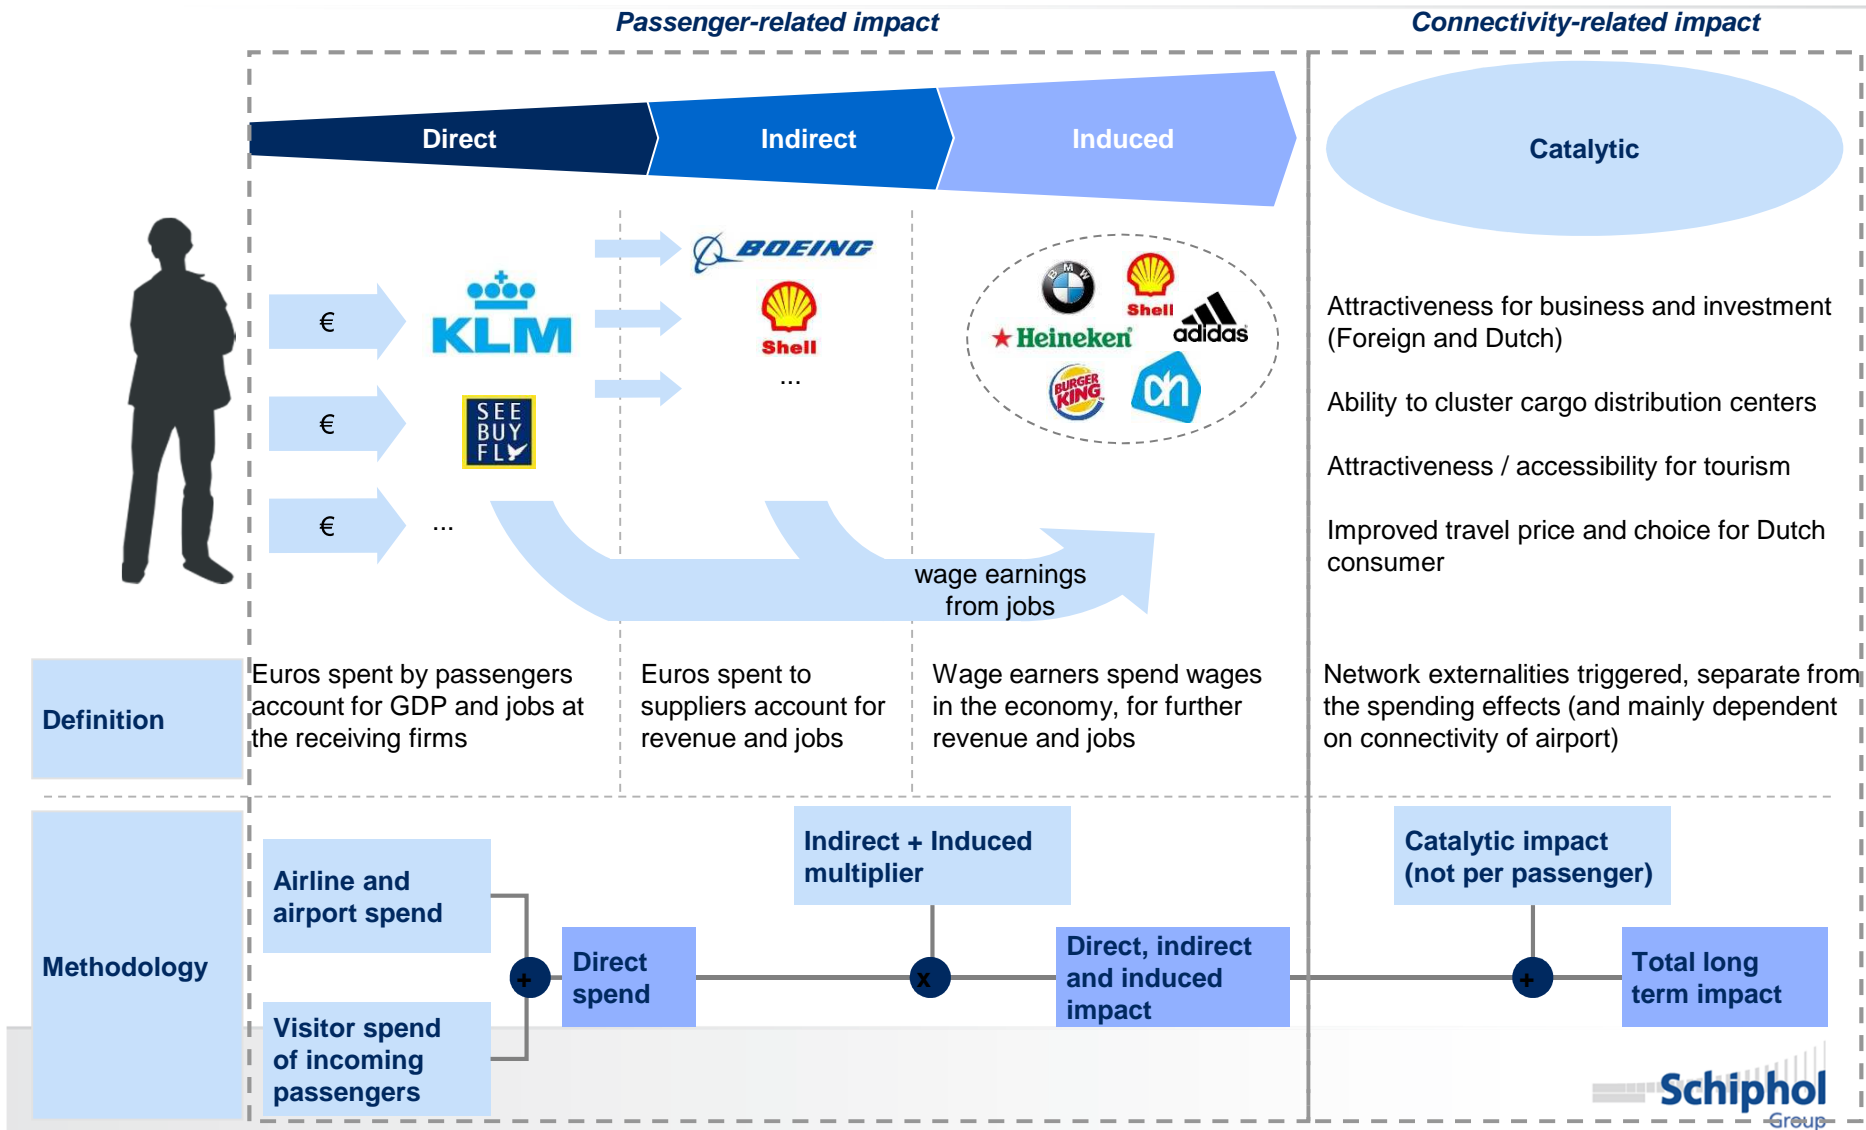 Passenger-related impact
Connectivity-related impact
Direct
Indirect
Induced
Catalytic
€
€
€
KLM
SEE
BUY
FLY
...
BOEING
Shell
...
BMW
Shell
Heineken
adidas
BURGER
KING
ah
wage earnings
from jobs
Attractiveness for business and investment
(Foreign and Dutch)
Ability to cluster cargo distribution centers
Attractiveness / accessibility for tourism
Improved travel price and choice for Dutch
consumer
Definition
Euros spent by passengers
account for GDP and jobs at
the receiving firms
Euros spent to
suppliers account for
revenue and jobs
Wage earners spend wages
in the economy, for further
revenue and jobs
Network externalities triggered, separate from
the spending effects (and mainly dependent
on connectivity of airport)
Methodology
Airline and
airport spend
Visitor spend
of incoming
passengers
+
Direct
spend
Indirect + Induced
multiplier
x
Direct, indirect
and induced
impact
Catalytic impact
(not per passenger)
+
Total long
term impact
Schiphol
Group